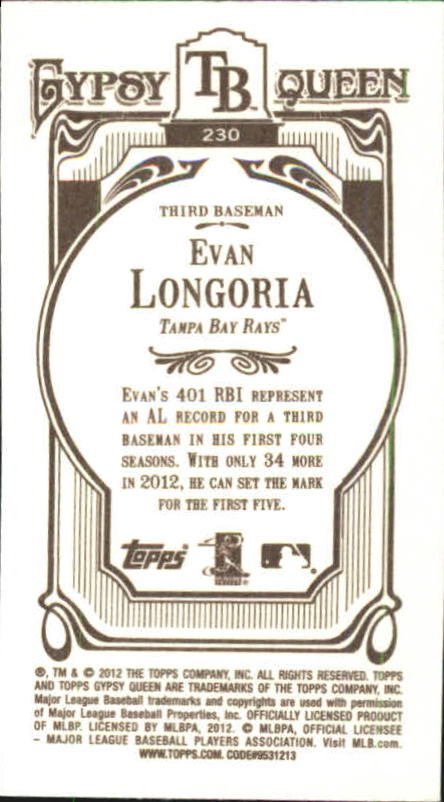 GYPSY TB™ QUEEN
230
THIRD BASEMAN
EVAN
LONGORIA
TAMPA BAY RAYS™
EVAN'S 401 RBI REPRESENT
AN AL RECORD FOR A THIRD
BASEMAN IN HIS FIRST FOUR
SEASONS. WITH ONLY 34 MORE
IN 2012, HE CAN SET THE MARK
FOR THE FIRST FIVE.
Topps®
®, TM & © 2012 THE TOPPS COMPANY, INC. ALL RIGHTS RESERVED. TOPPS
AND TOPPS GYPSY QUEEN ARE TRADEMARKS OF THE TOPPS COMPANY, INC.
Major League Baseball trademarks and copyrights are used with permission
of Major League Baseball Properties, Inc. OFFICIALLY LICENSED PRODUCT
OF MLBP. LICENSED BY MLBPA, 2012. © MLBPA, OFFICIAL LICENSEE
– MAJOR LEAGUE BASEBALL PLAYERS ASSOCIATION. Visit MLB.com.
WWW.TOPPS.COM. CODE#9531213